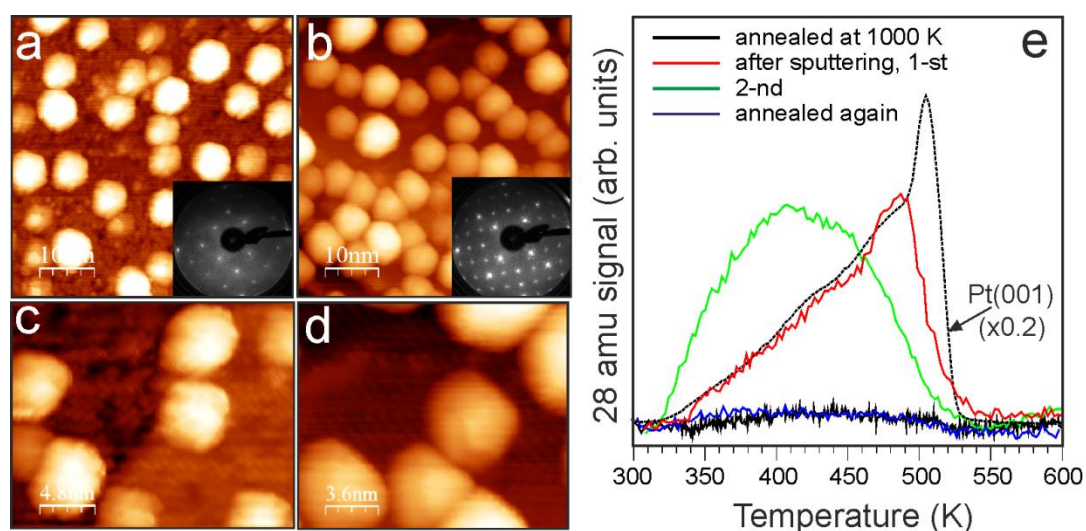 a
b
10nm
10nm
c
d
4.8nm
3.6nm
e
annealed at 1000 K
after sputtering, 1-st
2-nd
annealed again
Pt(001)
(x0.2)
28 amu signal (arb. units)
300 350 400 450 500 550 600
Temperature (K)